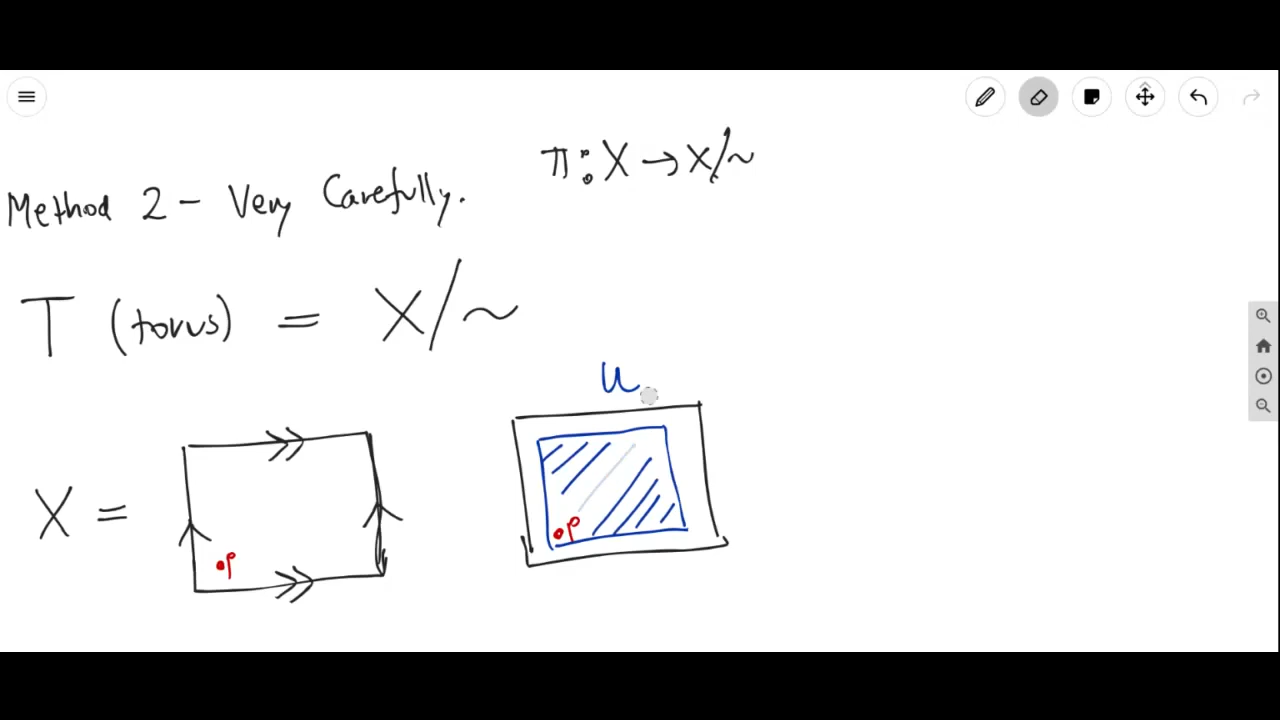 π: X → X/~
Method 2 - Very Carefully.
T (torus) = X/~
U
X =
p
p